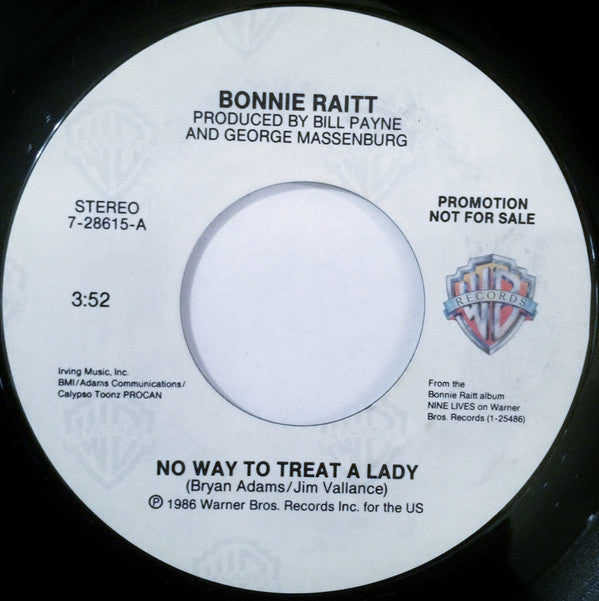 BONNIE RAITT
PRODUCED BY BILL PAYNE
AND GEORGE MASSENBURG
STEREO
7-28615-A
PROMOTION
NOT FOR SALE
3:52
WB
RECORDS
Irving Music, Inc.
BMI/Adams Communications/
Calypso Toonz PROCAN
From the
Bonnie Raitt album
NINE LIVES on Warner
Bros. Records (1-25486)
NO WAY TO TREAT A LADY
(Bryan Adams/Jim Vallance)
℗ 1986 Warner Bros. Records Inc. for the US